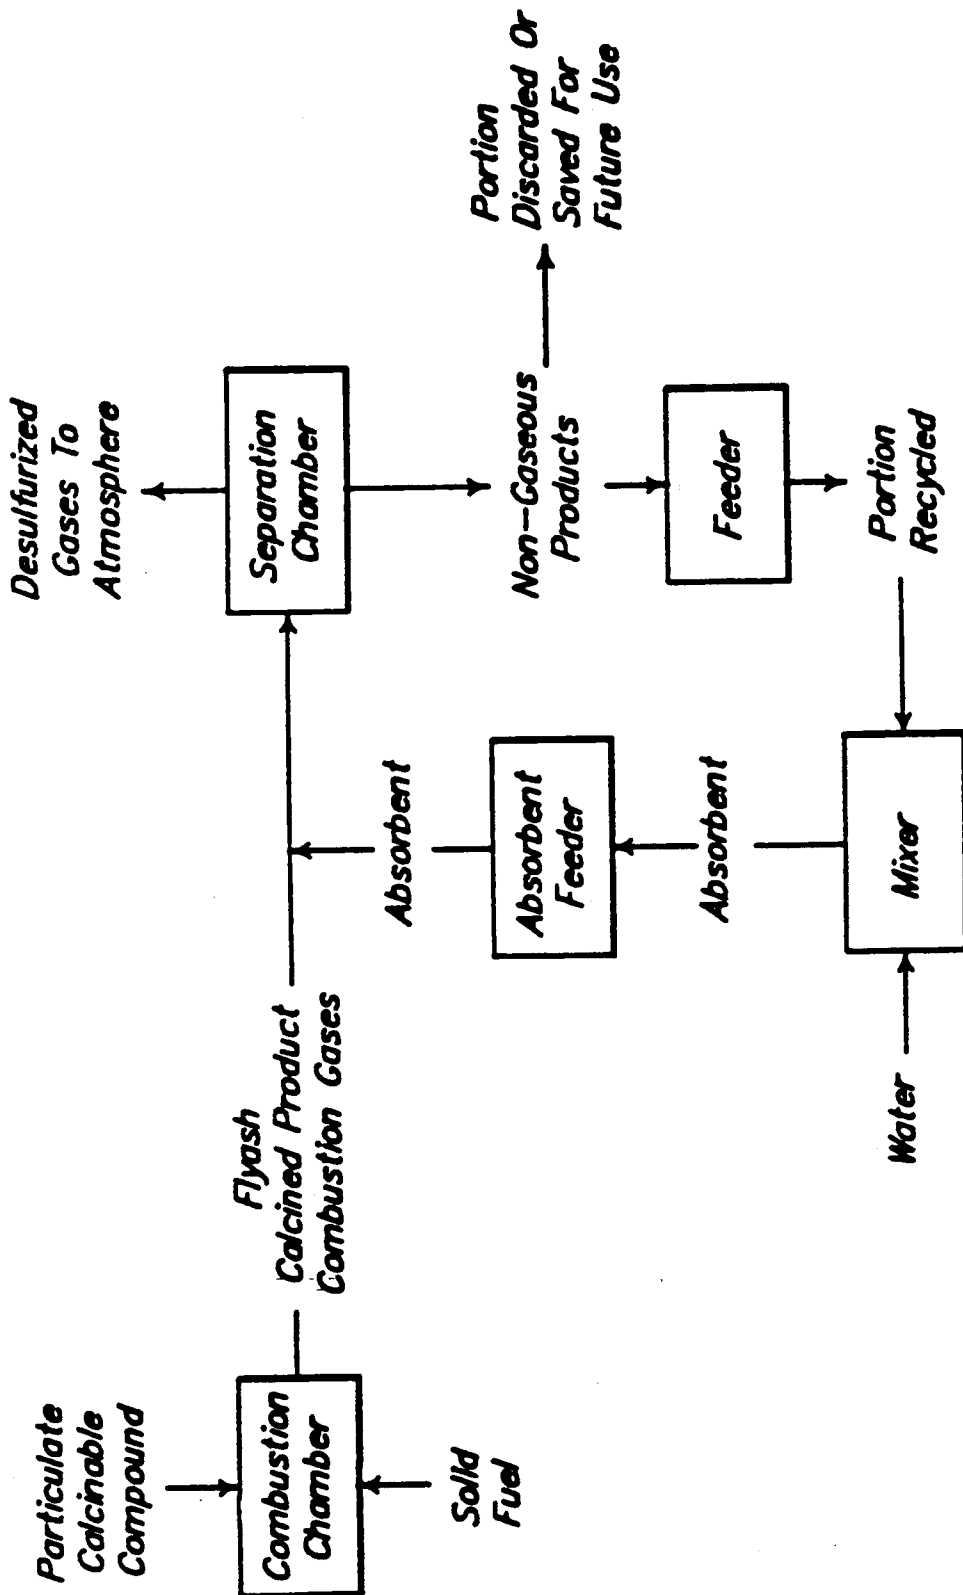 Particulate
Calcinable
Compound
Combustion
Chamber
Solid
Fuel
Flyash
Calcined Product
Combustion Gases
Desulfurized
Gases To
Atmosphere
Separation
Chamber
Non-Gaseous
Products
Portion
Discarded Or
Saved For
Future Use
Feeder
Portion
Recycled
Absorbent
Absorbent
Feeder
Absorbent
Mixer
Water